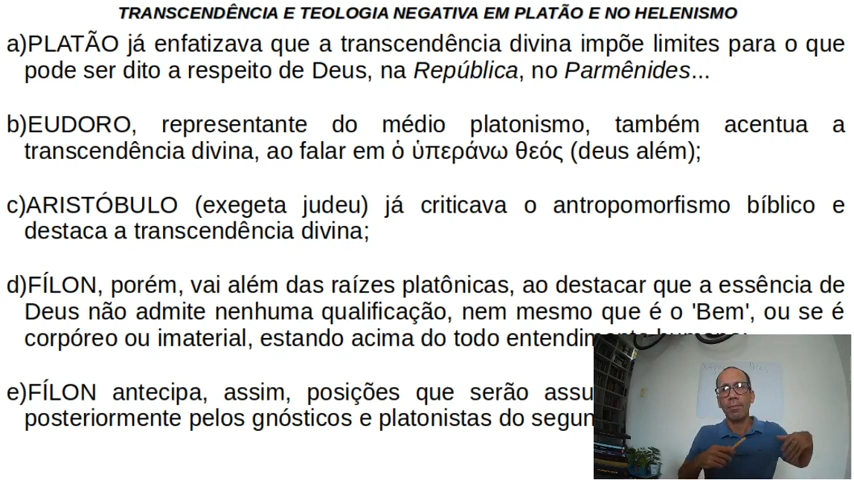 TRANSCENDÊNCIA E TEOLOGIA NEGATIVA EM PLATÃO E NO HELENISMO
a)PLATÃO já enfatizava que a transcendência divina impõe limites para o que
pode ser dito a respeito de Deus, na República, no Parmênides...
b)EUDORO, representante do médio platonismo, também acentua a
transcendência divina, ao falar em ὁ ὑπεράνω θεός (deus além);
c)ARISTÓBULO (exegeta judeu) já criticava o antropomorfismo bíblico e
destaca a transcendência divina;
d)FÍLON, porém, vai além das raízes platônicas, ao destacar que a essência de
Deus não admite nenhuma qualificação, nem mesmo que é o 'Bem', ou se é
corpóreo ou imaterial, estando acima do todo entendimento humano;
e)FÍLON antecipa, assim, posições que serão assu
posteriormente pelos gnósticos e platonistas do segun